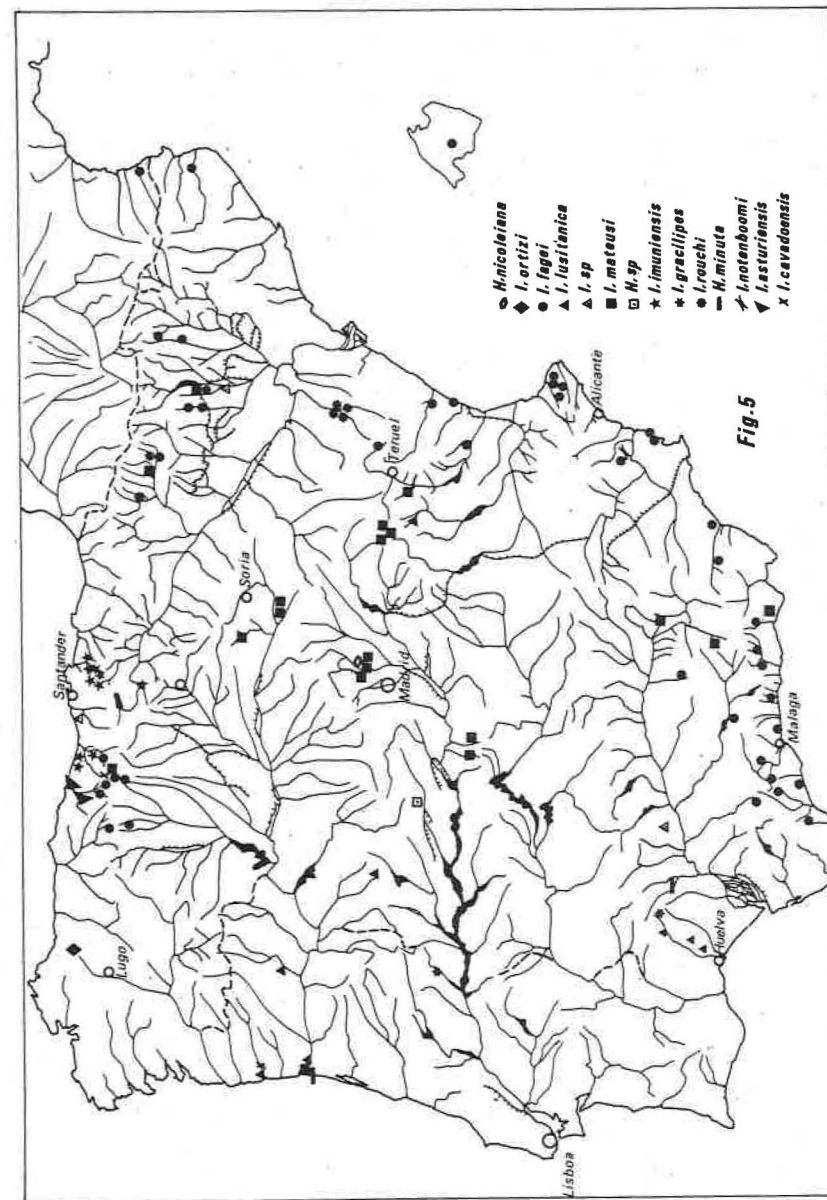 Santander
Lugo
Soria
Madrid
Teruel
Lisboa
Alicante
Huelva
Malaga
H.nicoleiana
I.ortizi
I.fagei
I.lusitanica
I.sp
I.mateusi
H.sp
I.imuniensis
I.gracilipes
I.rouchi
H.minuta
I.notenboomi
I.asturiensis
I.cavadoensis
Fig.5